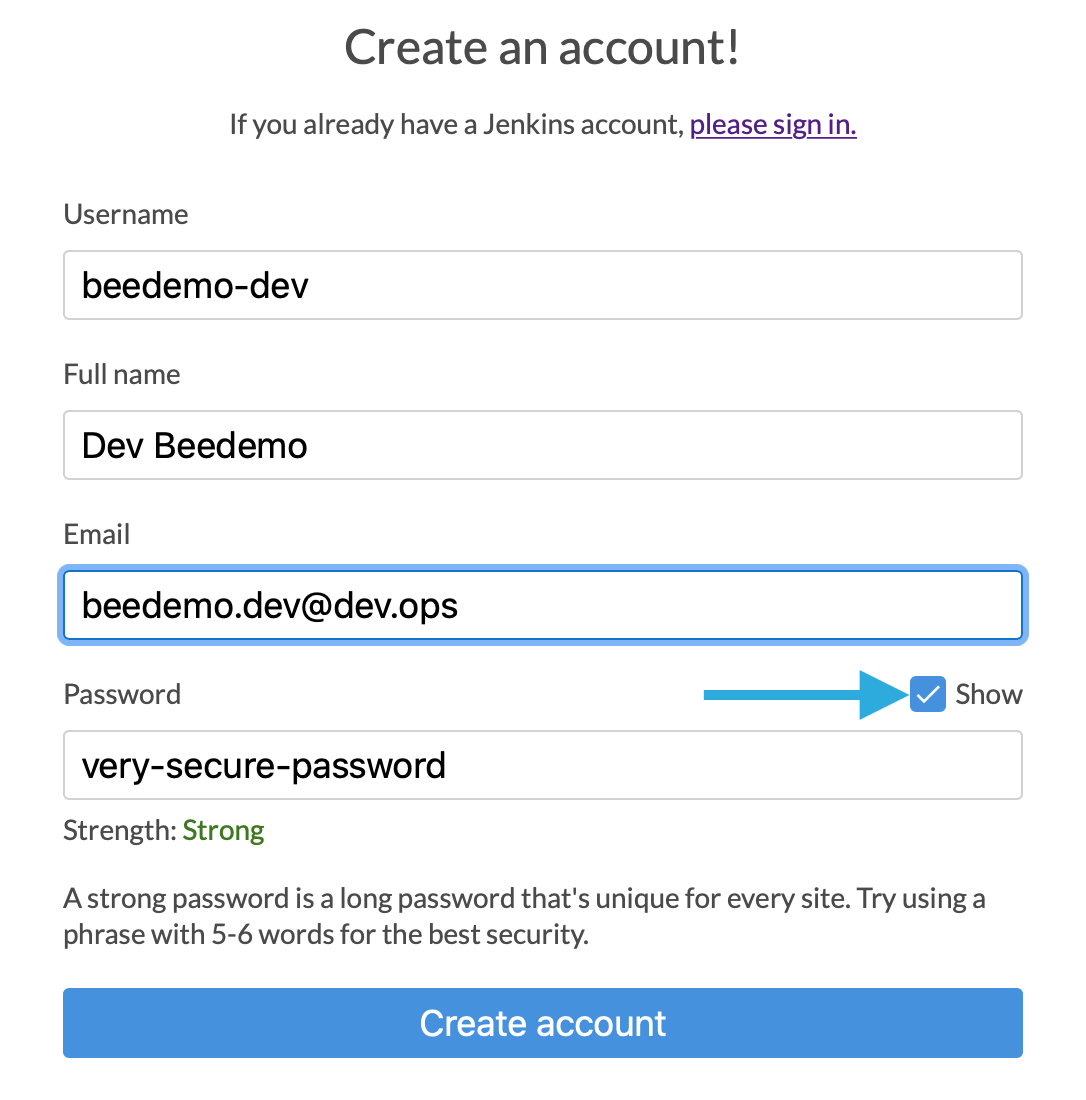 Create an account!
If you already have a Jenkins account, please sign in.
Username
beedemo-dev
Full name
Dev Beedemo
Email
beedemo.dev@dev.ops
Password
Show
very-secure-password
Strength: Strong
A strong password is a long password that's unique for every site. Try using a
phrase with 5-6 words for the best security.
Create account